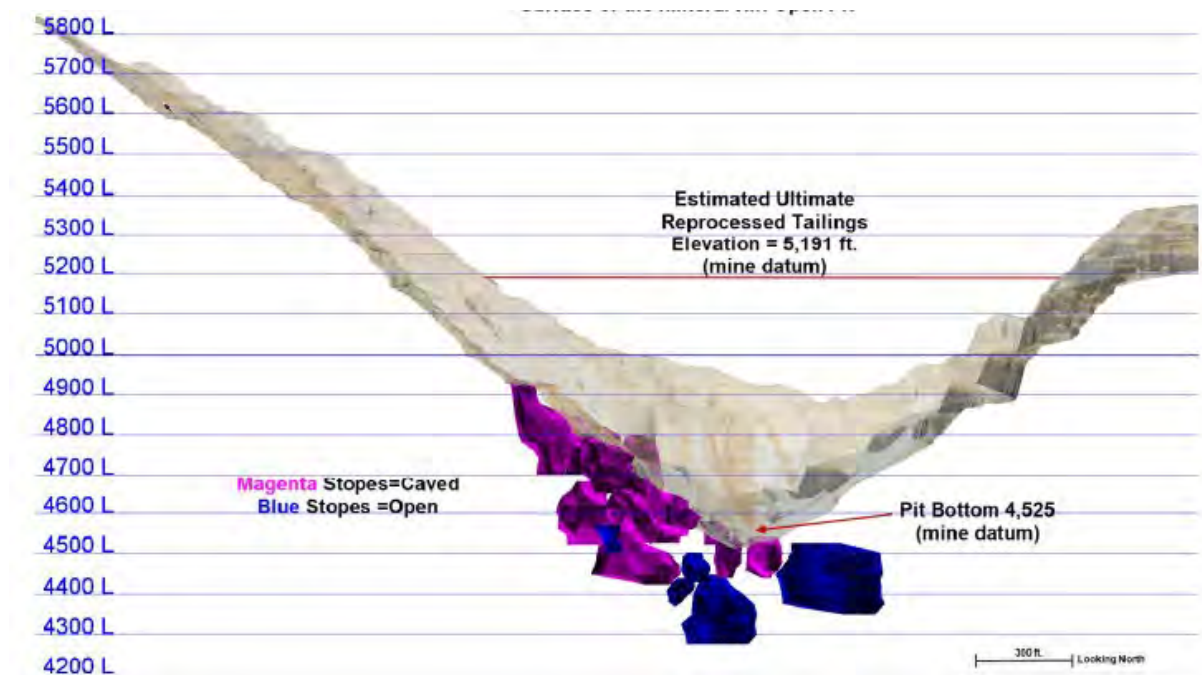 5800 L
5700 L
5600 L
5500 L
5400 L
5300 L
5200 L
5100 L
5000 L
4900 L
4800 L
4700 L
4600 L
4500 L
4400 L
4300 L
4200 L
Estimated Ultimate
Reprocessed Tailings
Elevation = 5,191 ft.
(mine datum)
Magenta Stopes=Caved
Blue Stopes =Open
Pit Bottom 4,525
(mine datum)
300 ft.
Looking North